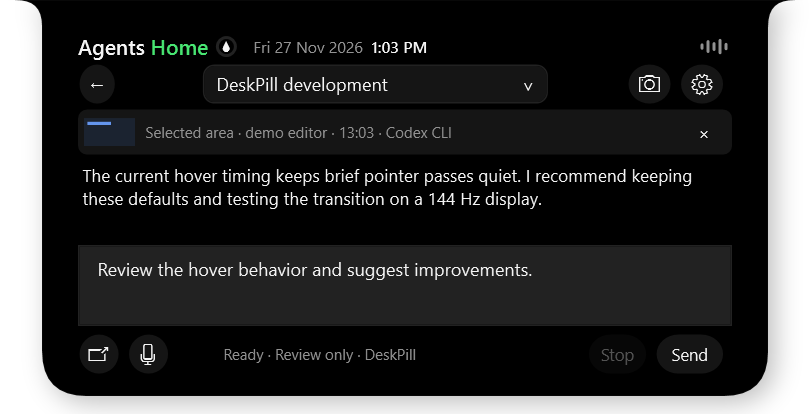 Agents Home Fri 27 Nov 2026 1:03 PM
DeskPill development
Selected area · demo editor · 13:03 · Codex CLI
The current hover timing keeps brief pointer passes quiet. I recommend keeping
these defaults and testing the transition on a 144 Hz display.
Review the hover behavior and suggest improvements.
Ready · Review only · DeskPill Stop Send